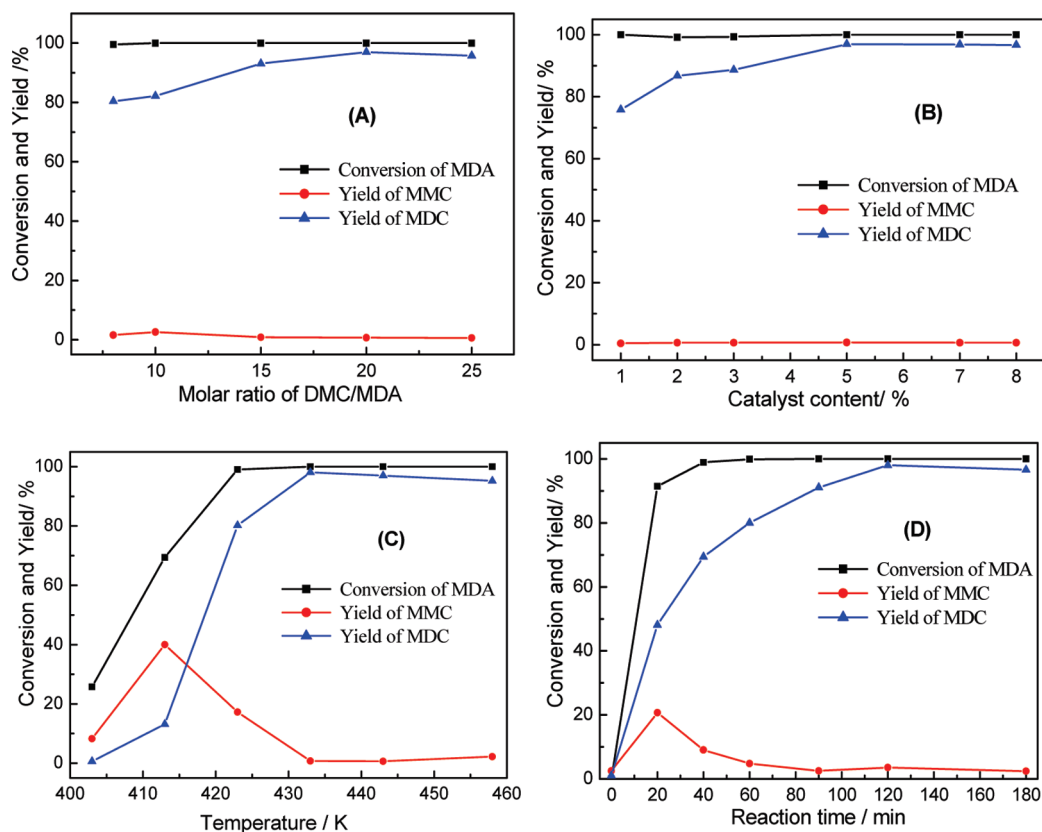 Conversion and Yield /%
100
80
60
40
20
0
(A)
Conversion of MDA
Yield of MMC
Yield of MDC
10 15 20 25
Molar ratio of DMC/MDA
Conversion and Yield/ %
100
80
60
40
20
0
(B)
Conversion of MDA
Yield of MMC
Yield of MDC
1 2 3 4 5 6 7 8
Catalyst content/ %
Conversion and Yield/ %
100
80
60
40
20
0
(C)
Conversion of MDA
Yield of MMC
Yield of MDC
400 410 420 430 440 450 460
Temperature / K
Conversion and Yield/ %
100
80
60
40
20
0
(D)
Conversion of MDA
Yield of MMC
Yield of MDC
0 20 40 60 80 100 120 140 160 180
Reaction time / min